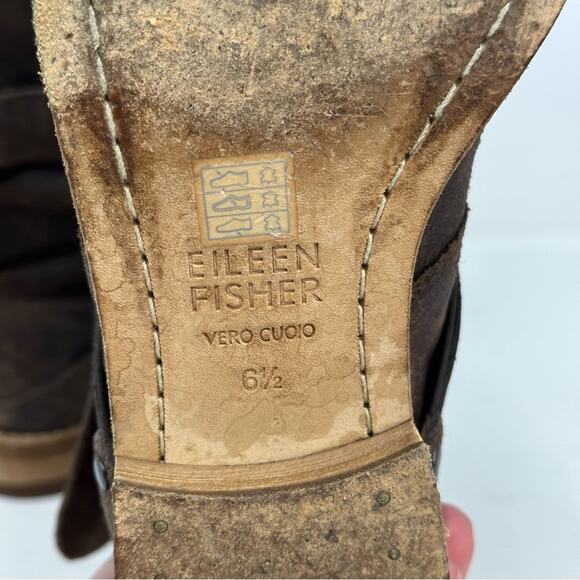 EILEEN
FISHER
VERO CUOIO
6½